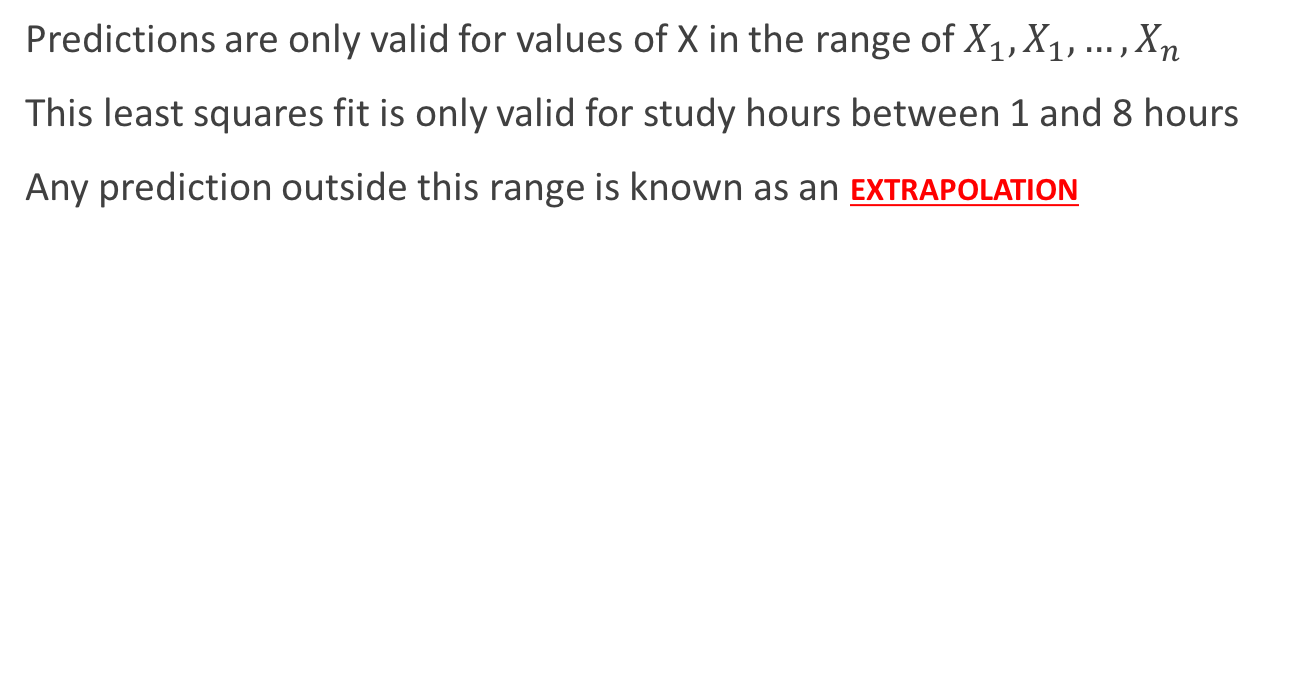 Predictions are only valid for values of X in the range of X₁, X₁, … , Xₙ
This least squares fit is only valid for study hours between 1 and 8 hours
Any prediction outside this range is known as an EXTRAPOLATION